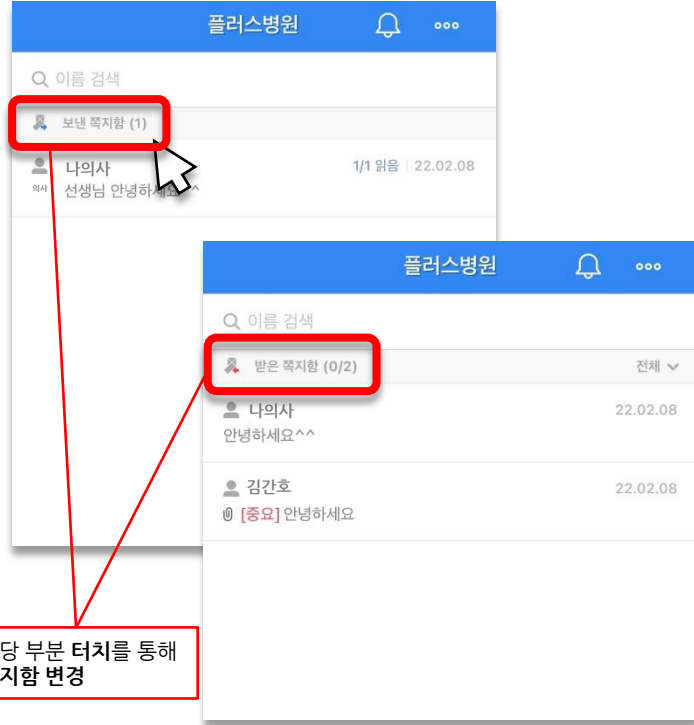 플러스병원
이름 검색
보낸 쪽지함 (1)
나의사
1/1 읽음 22.02.08
의사
선생님 안녕하세요^^
플러스병원
이름 검색
받은 쪽지함 (0/2)
전체
나의사
22.02.08
안녕하세요^^
김간호
22.02.08
[중요] 안녕하세요
당 부분 터치를 통해
지함 변경